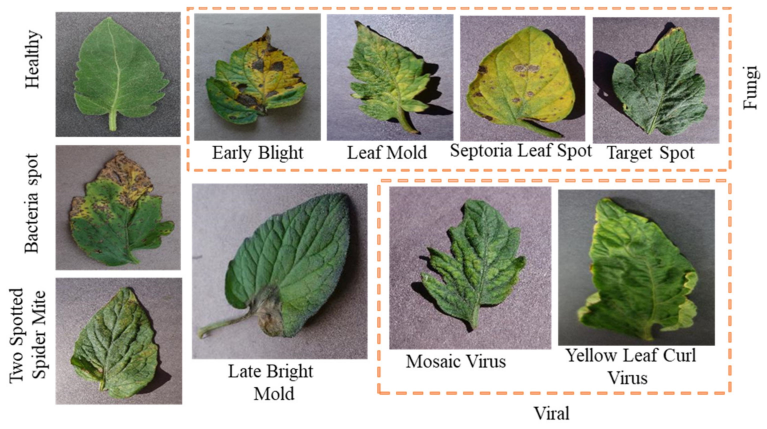 Healthy
Early Blight
Leaf Mold
Septoria Leaf Spot
Target Spot
Fungi
Bacteria spot
Two Spotted
Spider Mite
Late Bright
Mold
Mosaic Virus
Yellow Leaf Curl
Virus
Viral